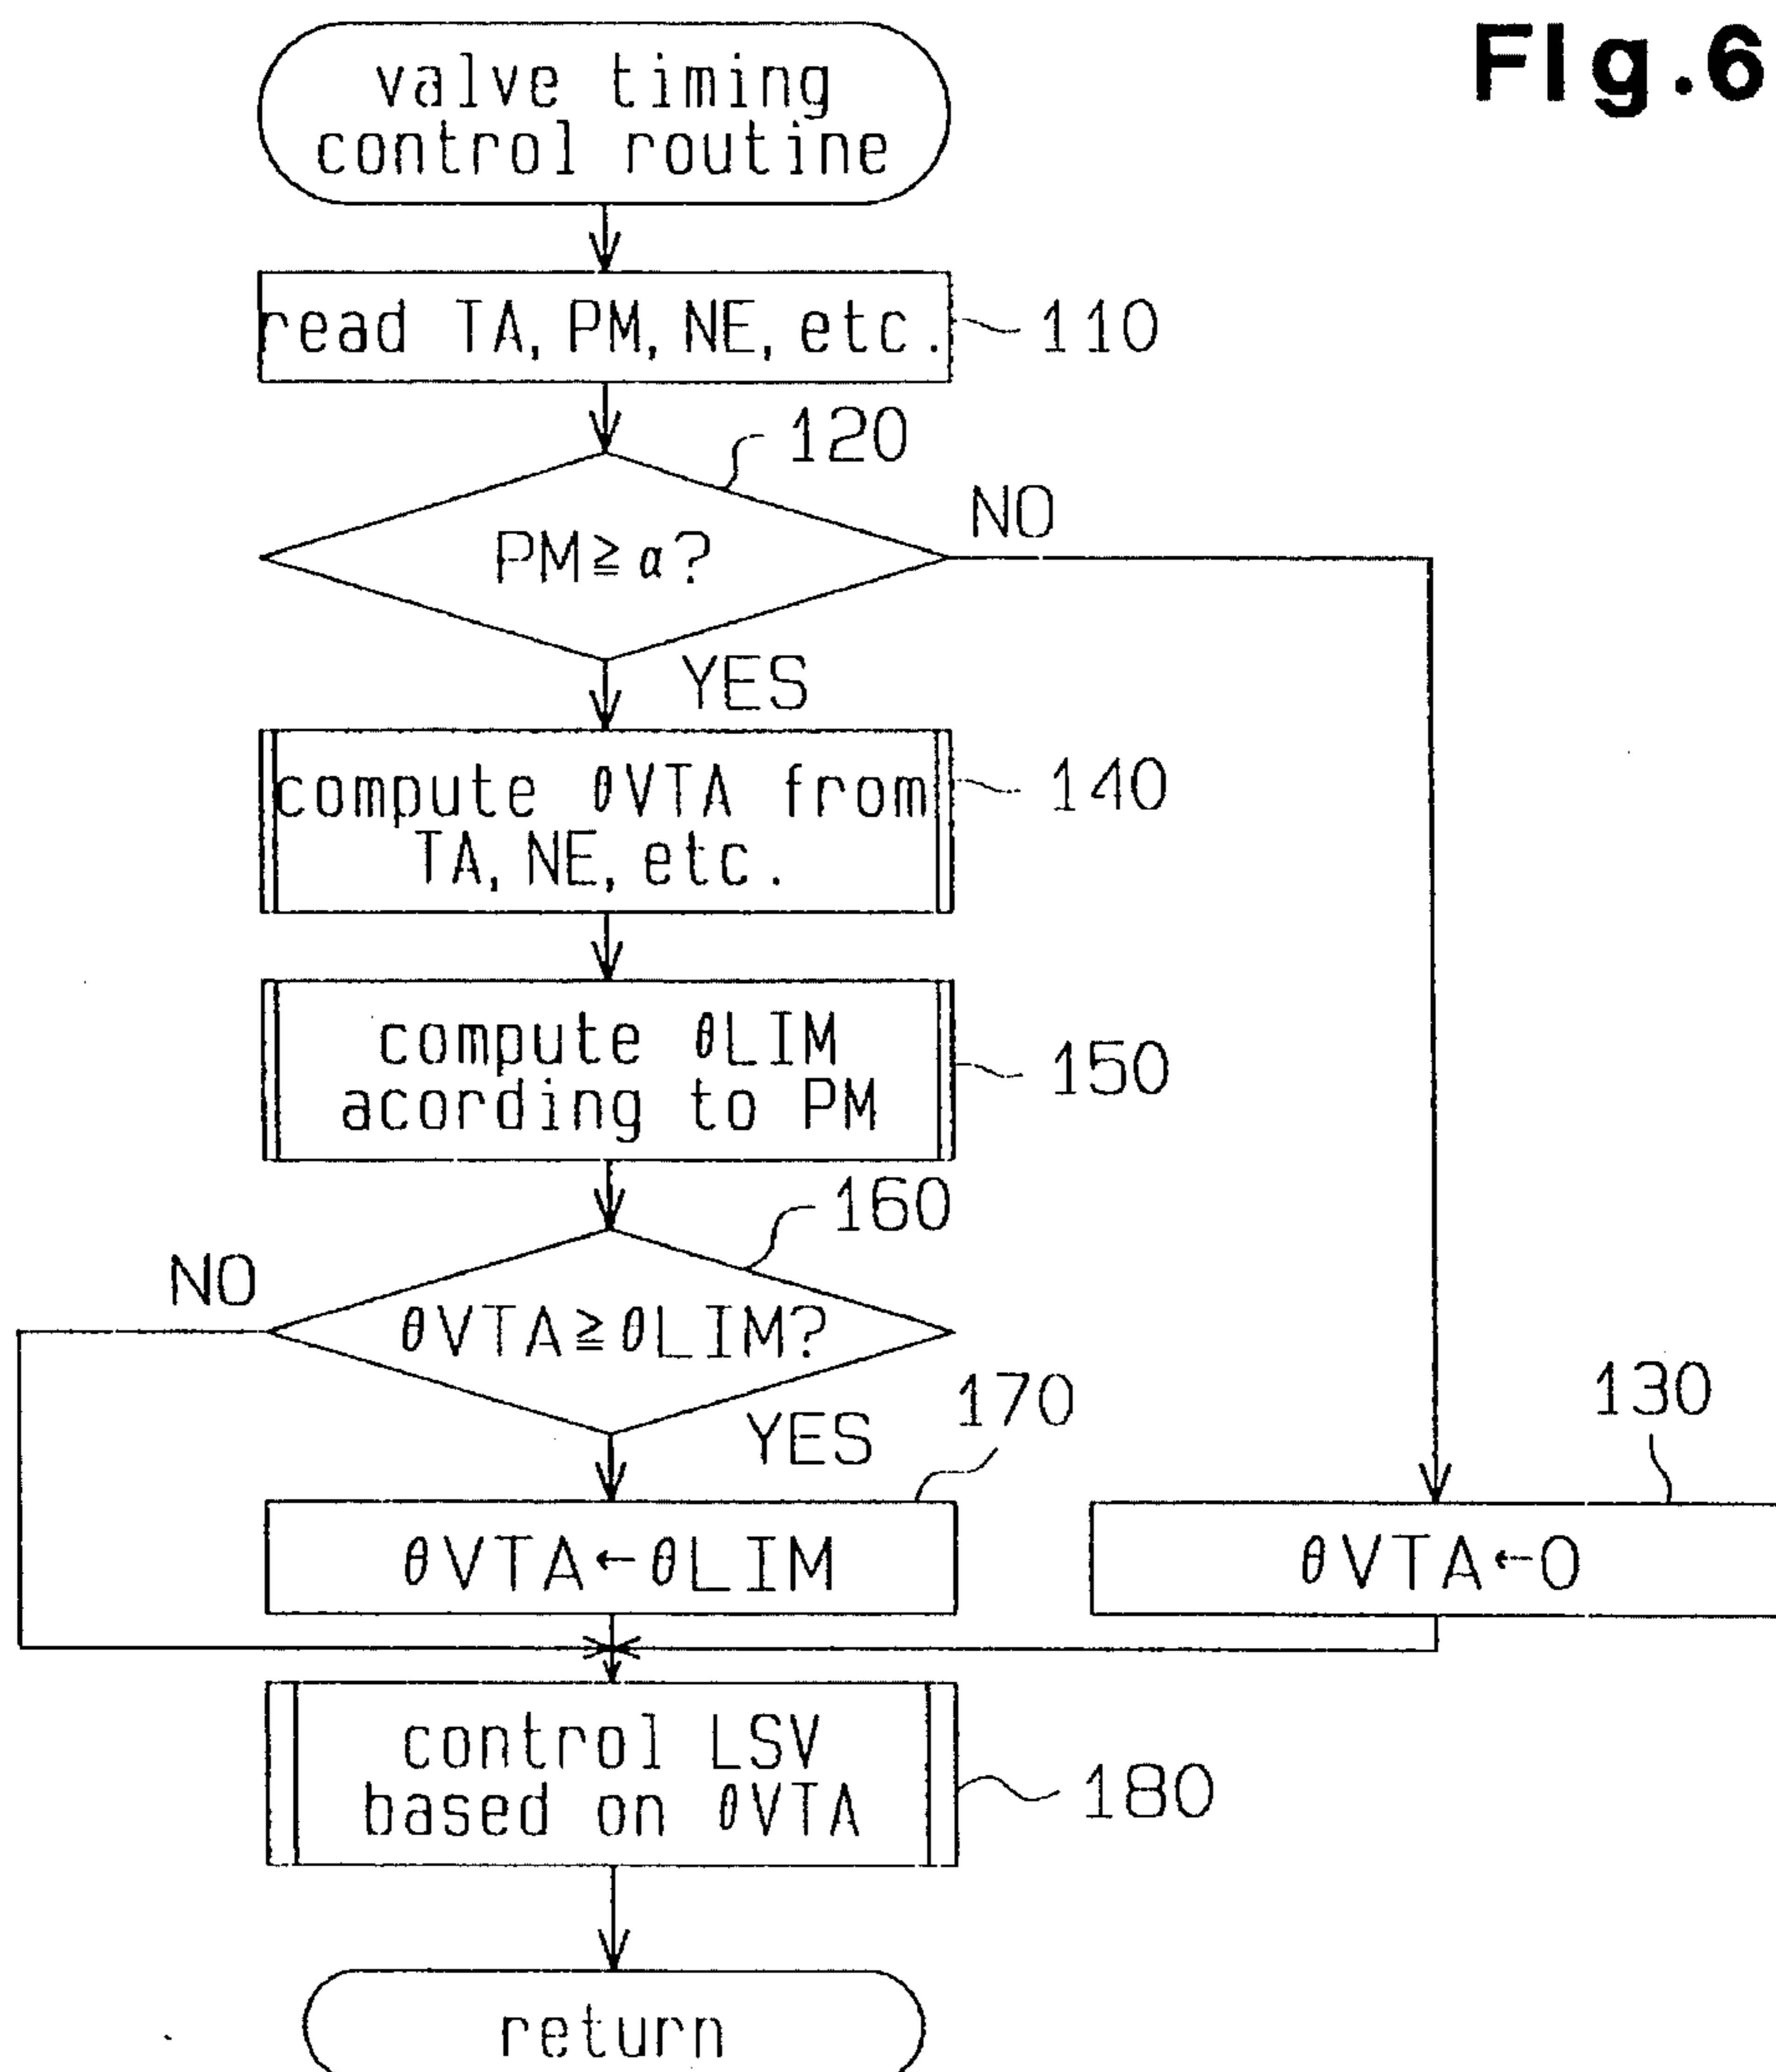 FIg.6
valve timing
control routine
read TA, PM, NE, etc.
110
120
PM≧α?
NO
YES
compute θVTA from
TA, NE, etc.
140
compute θLIM
acording to PM
150
160
NO
θVTA≧θLIM?
YES
170
θVTA←θLIM
130
θVTA←0
control LSV
based on θVTA
180
return